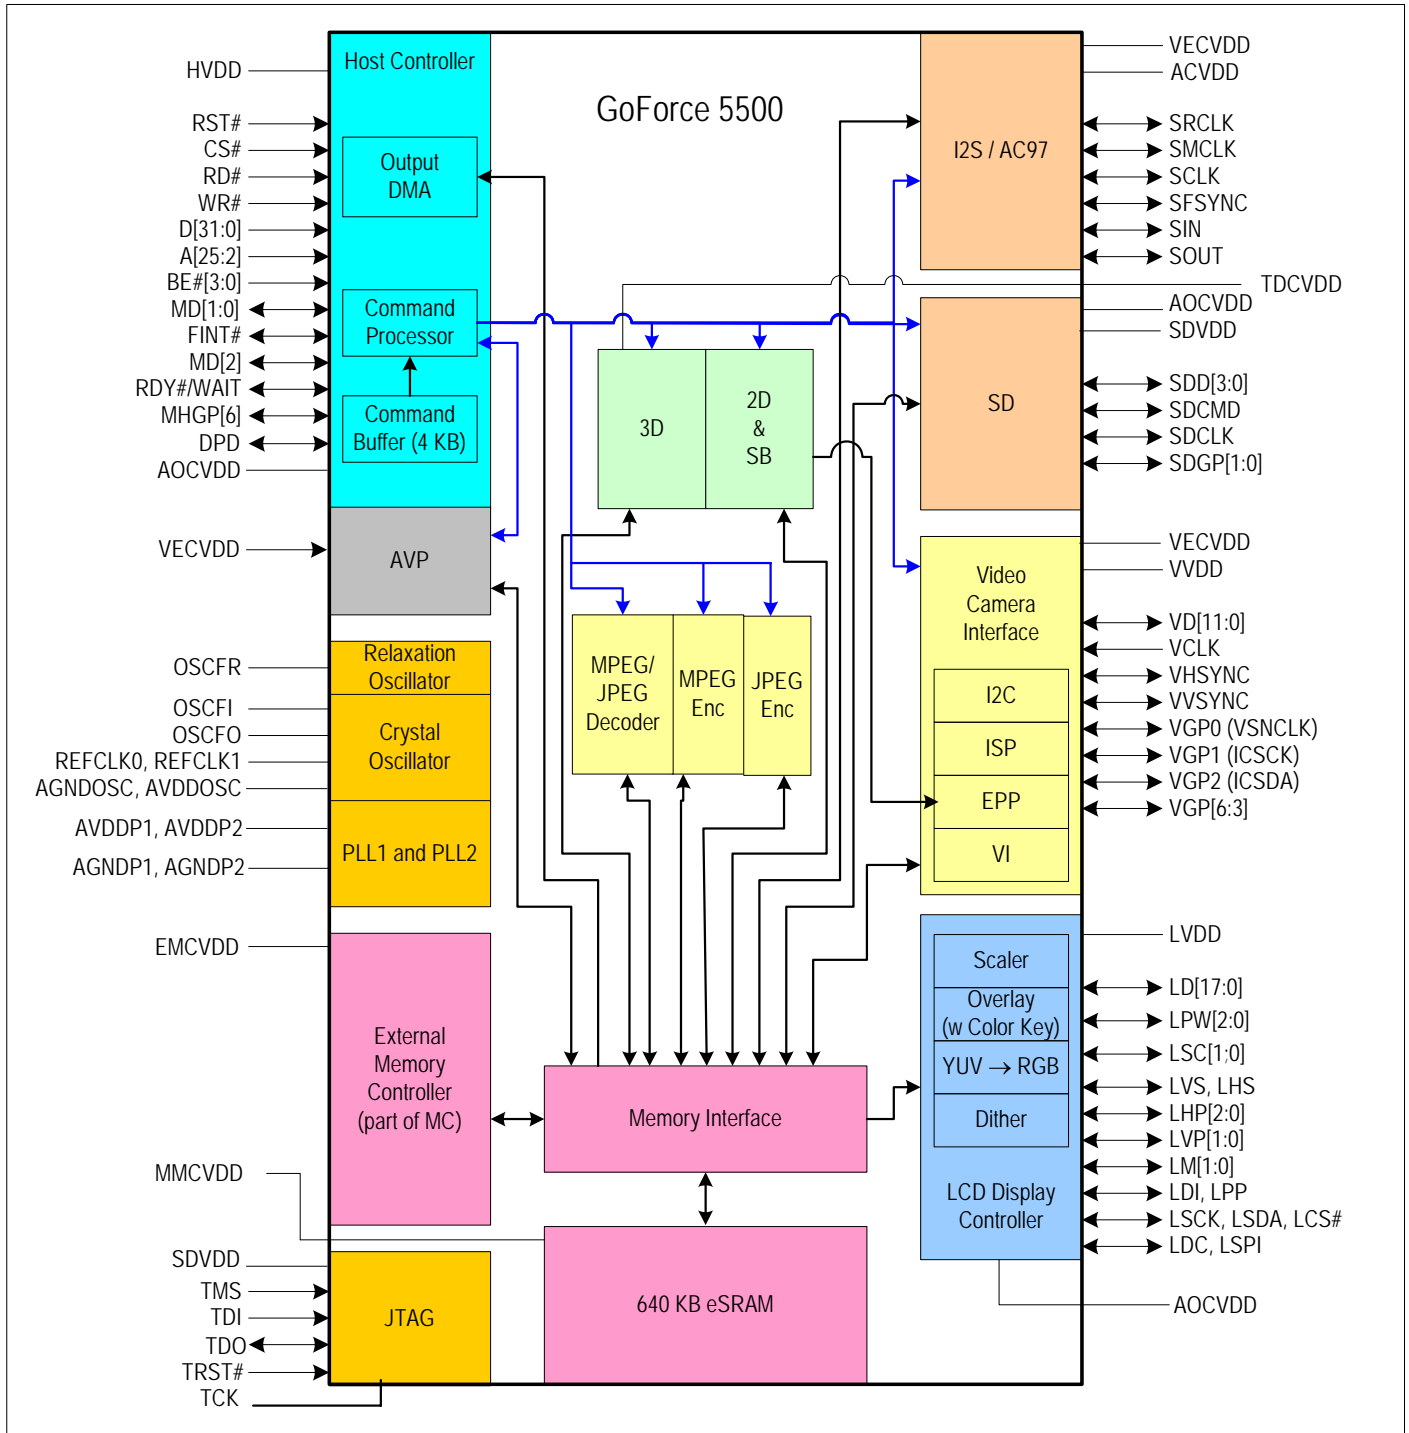 GoForce 5500
HVDD
RST#
CS#
RD#
WR#
D[31:0]
A[25:2]
BE#[3:0]
MD[1:0]
FINT#
MD[2]
RDY#/WAIT
MHGP[6]
DPD
AOCVDD
VECVDD
OSCFR
OSCFI
OSCFO
REFCLK0, REFCLK1
AGNDOSC, AVDDOSC
AVDDP1, AVDDP2
AGNDP1, AGNDP2
EMCVDD
MMCVDD
SDVDD
TMS
TDI
TDO
TRST#
TCK
Host Controller
Output
DMA
Command
Processor
Command
Buffer (4 KB)
AVP
Relaxation
Oscillator
Crystal
Oscillator
PLL1 and PLL2
External
Memory
Controller
(part of MC)
JTAG
3D
2D
&
SB
MPEG/
JPEG
Decoder
MPEG
Enc
JPEG
Enc
Memory Interface
640 KB eSRAM
I2S / AC97
SD
Video
Camera
Interface
I2C
ISP
EPP
VI
Scaler
Overlay
(w Color Key)
YUV → RGB
Dither
LCD Display
Controller
VECVDD
ACVDD
SRCLK
SMCLK
SCLK
SFSYNC
SIN
SOUT
TDCVDD
AOCVDD
SDVDD
SDD[3:0]
SDCMD
SDCLK
SDGP[1:0]
VECVDD
VVDD
VD[11:0]
VCLK
VHSYNC
VVSYNC
VGP0 (VSNCLK)
VGP1 (ICSCK)
VGP2 (ICSDA)
VGP[6:3]
LVDD
LD[17:0]
LPW[2:0]
LSC[1;0]
LVS, LHS
LHP[2:0]
LVP[1:0]
LM[1:0]
LDI, LPP
LSCK, LSDA, LCS#
LDC, LSPI
AOCVDD